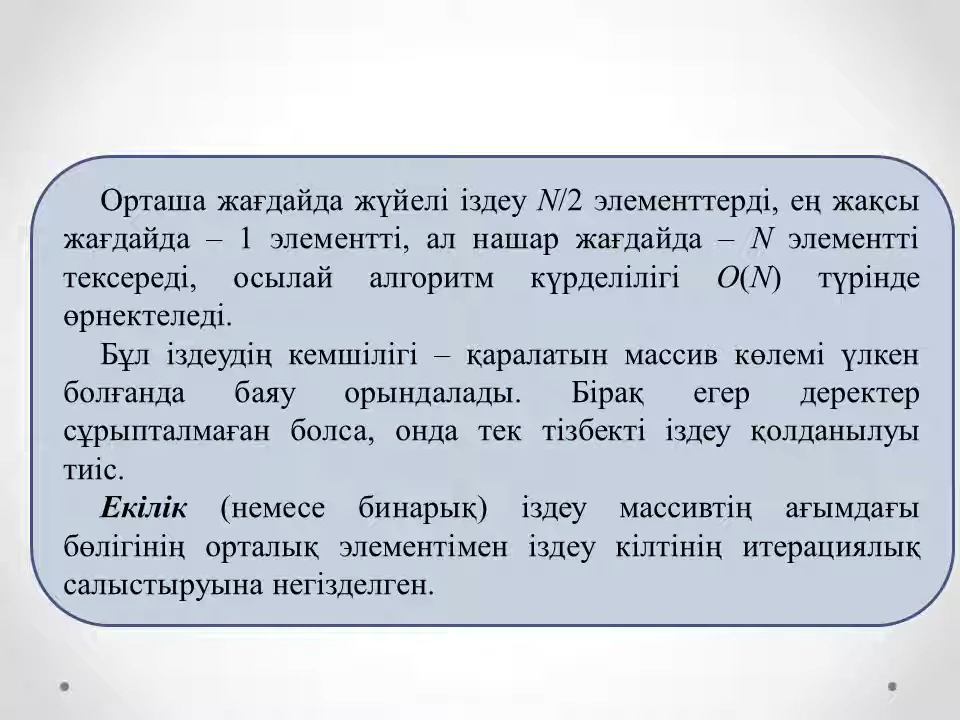 Орташа жағдайда жүйелі іздеу N/2 элементтерді, ең жақсы
жағдайда – 1 элементті, ал нашар жағдайда – N элементті
тексереді, осылай алгоритм күрделілігі O(N) түрінде
өрнектеледі.
Бұл іздеудің кемшілігі – қаралатын массив көлемі үлкен
болғанда баяу орындалады. Бірақ егер деректер
сұрыпталмаған болса, онда тек тізбекті іздеу қолданылуы
тиіс.
Екілік (немесе бинарық) іздеу массивтің ағымдағы
бөлігінің орталық элементімен іздеу кілтінің итерациялық
салыстыруына негізделген.